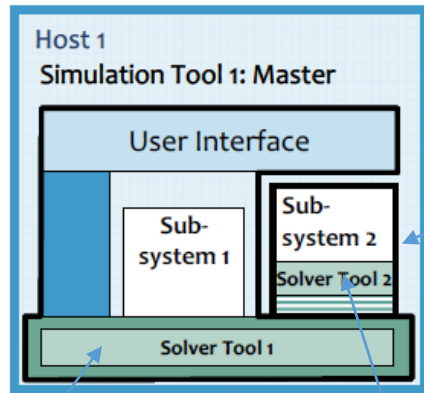 Host 1
Simulation Tool 1: Master
User Interface
Sub-
system 1
Sub-
system 2
Solver Tool 2
Solver Tool 1